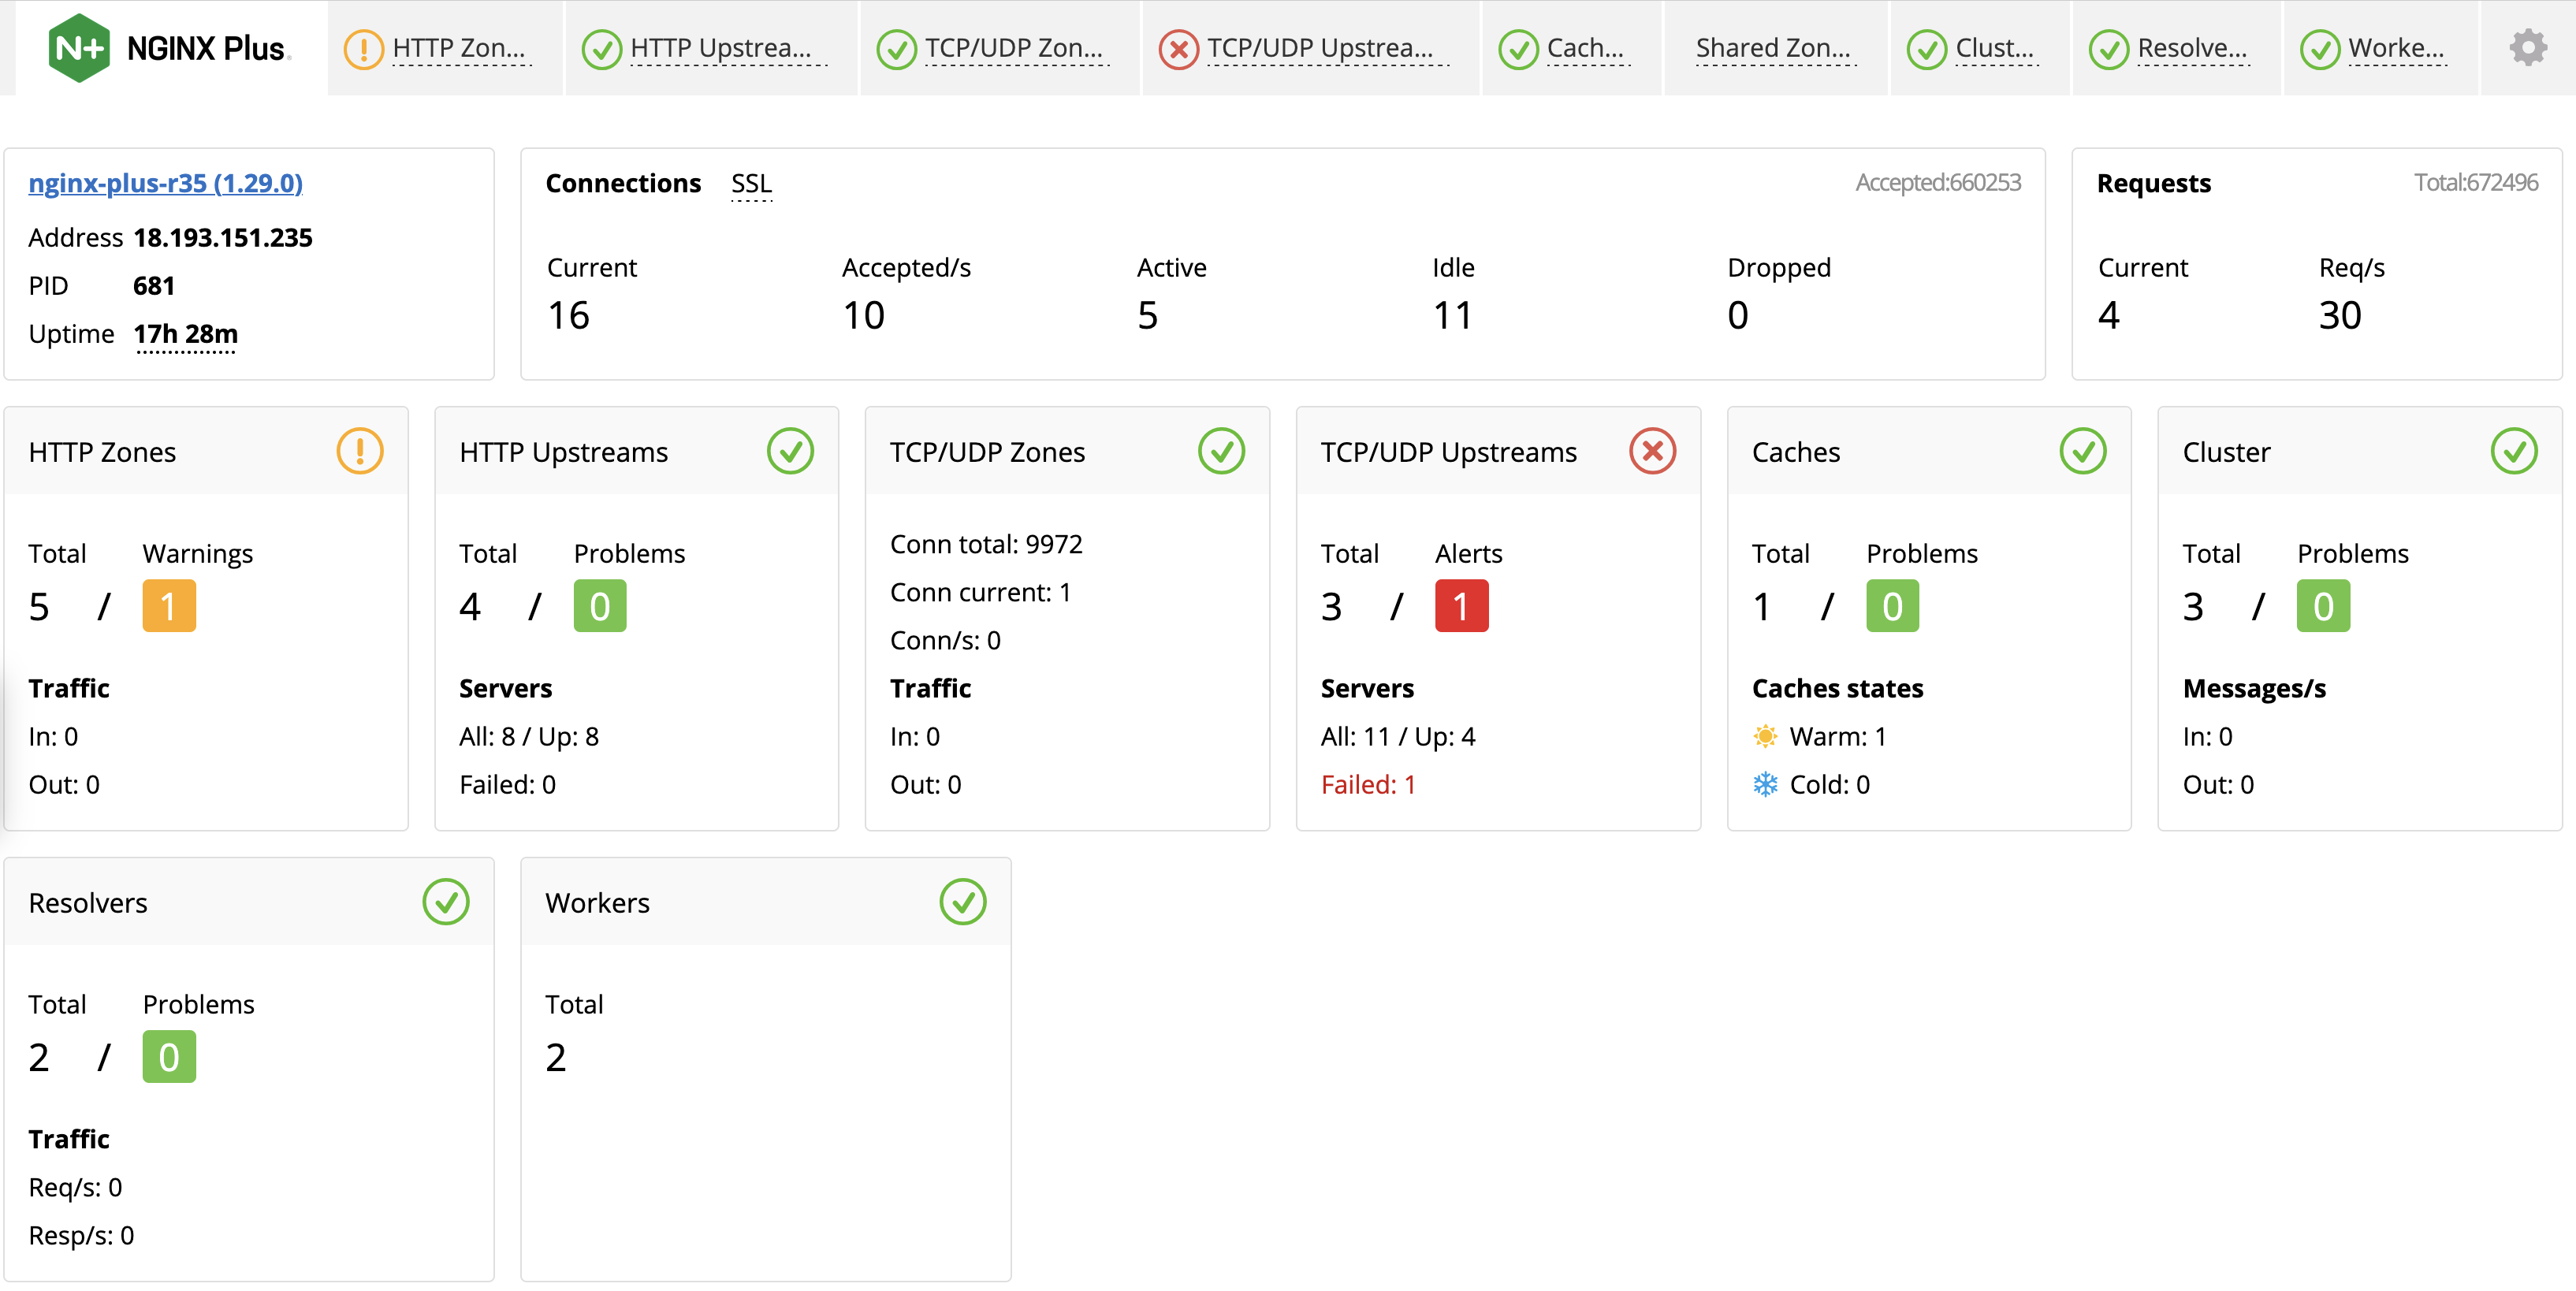 N+ NGINX Plus.
HTTP Zon...
HTTP Upstrea...
TCP/UDP Zon...
TCP/UDP Upstrea...
Cach...
Shared Zon...
Clust...
Resolve...
Worke...
nginx-plus-r35 (1.29.0)
Address 18.193.151.235
PID 681
Uptime 17h 28m
Connections SSL Accepted:660253
Current Accepted/s Active Idle Dropped
16 10 5 11 0
Requests Total:672496
Current Req/s
4 30
HTTP Zones
Total Warnings
5 / 1
Traffic
In: 0
Out: 0
HTTP Upstreams
Total Problems
4 / 0
Servers
All: 8 / Up: 8
Failed: 0
TCP/UDP Zones
Conn total: 9972
Conn current: 1
Conn/s: 0
Traffic
In: 0
Out: 0
TCP/UDP Upstreams
Total Alerts
3 / 1
Servers
All: 11 / Up: 4
Failed: 1
Caches
Total Problems
1 / 0
Caches states
Warm: 1
Cold: 0
Cluster
Total Problems
3 / 0
Messages/s
In: 0
Out: 0
Resolvers
Total Problems
2 / 0
Traffic
Req/s: 0
Resp/s: 0
Workers
Total
2